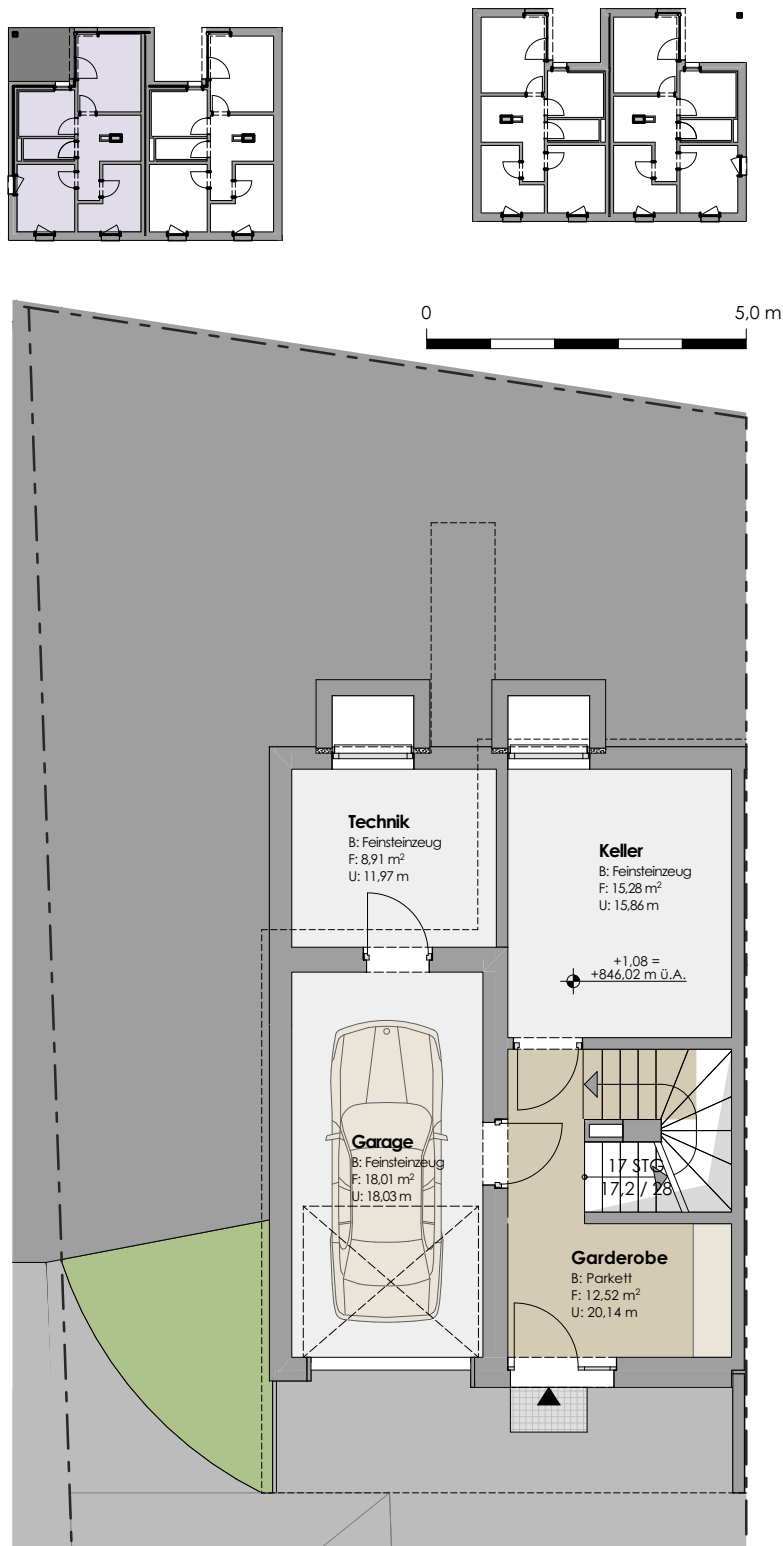 0 5,0 m
Technik
B: Feinsteinzeug
F: 8,91 m²
U: 11,97 m
Keller
B: Feinsteinzeug
F: 15,28 m²
U: 15,86 m
+1,08 =
+846,02 m ü.A.
Garage
B: Feinsteinzeug
F: 18,01 m²
U: 18,03 m
17 STG
17,2 / 28
Garderobe
B: Parkett
F: 12,52 m²
U: 20,14 m